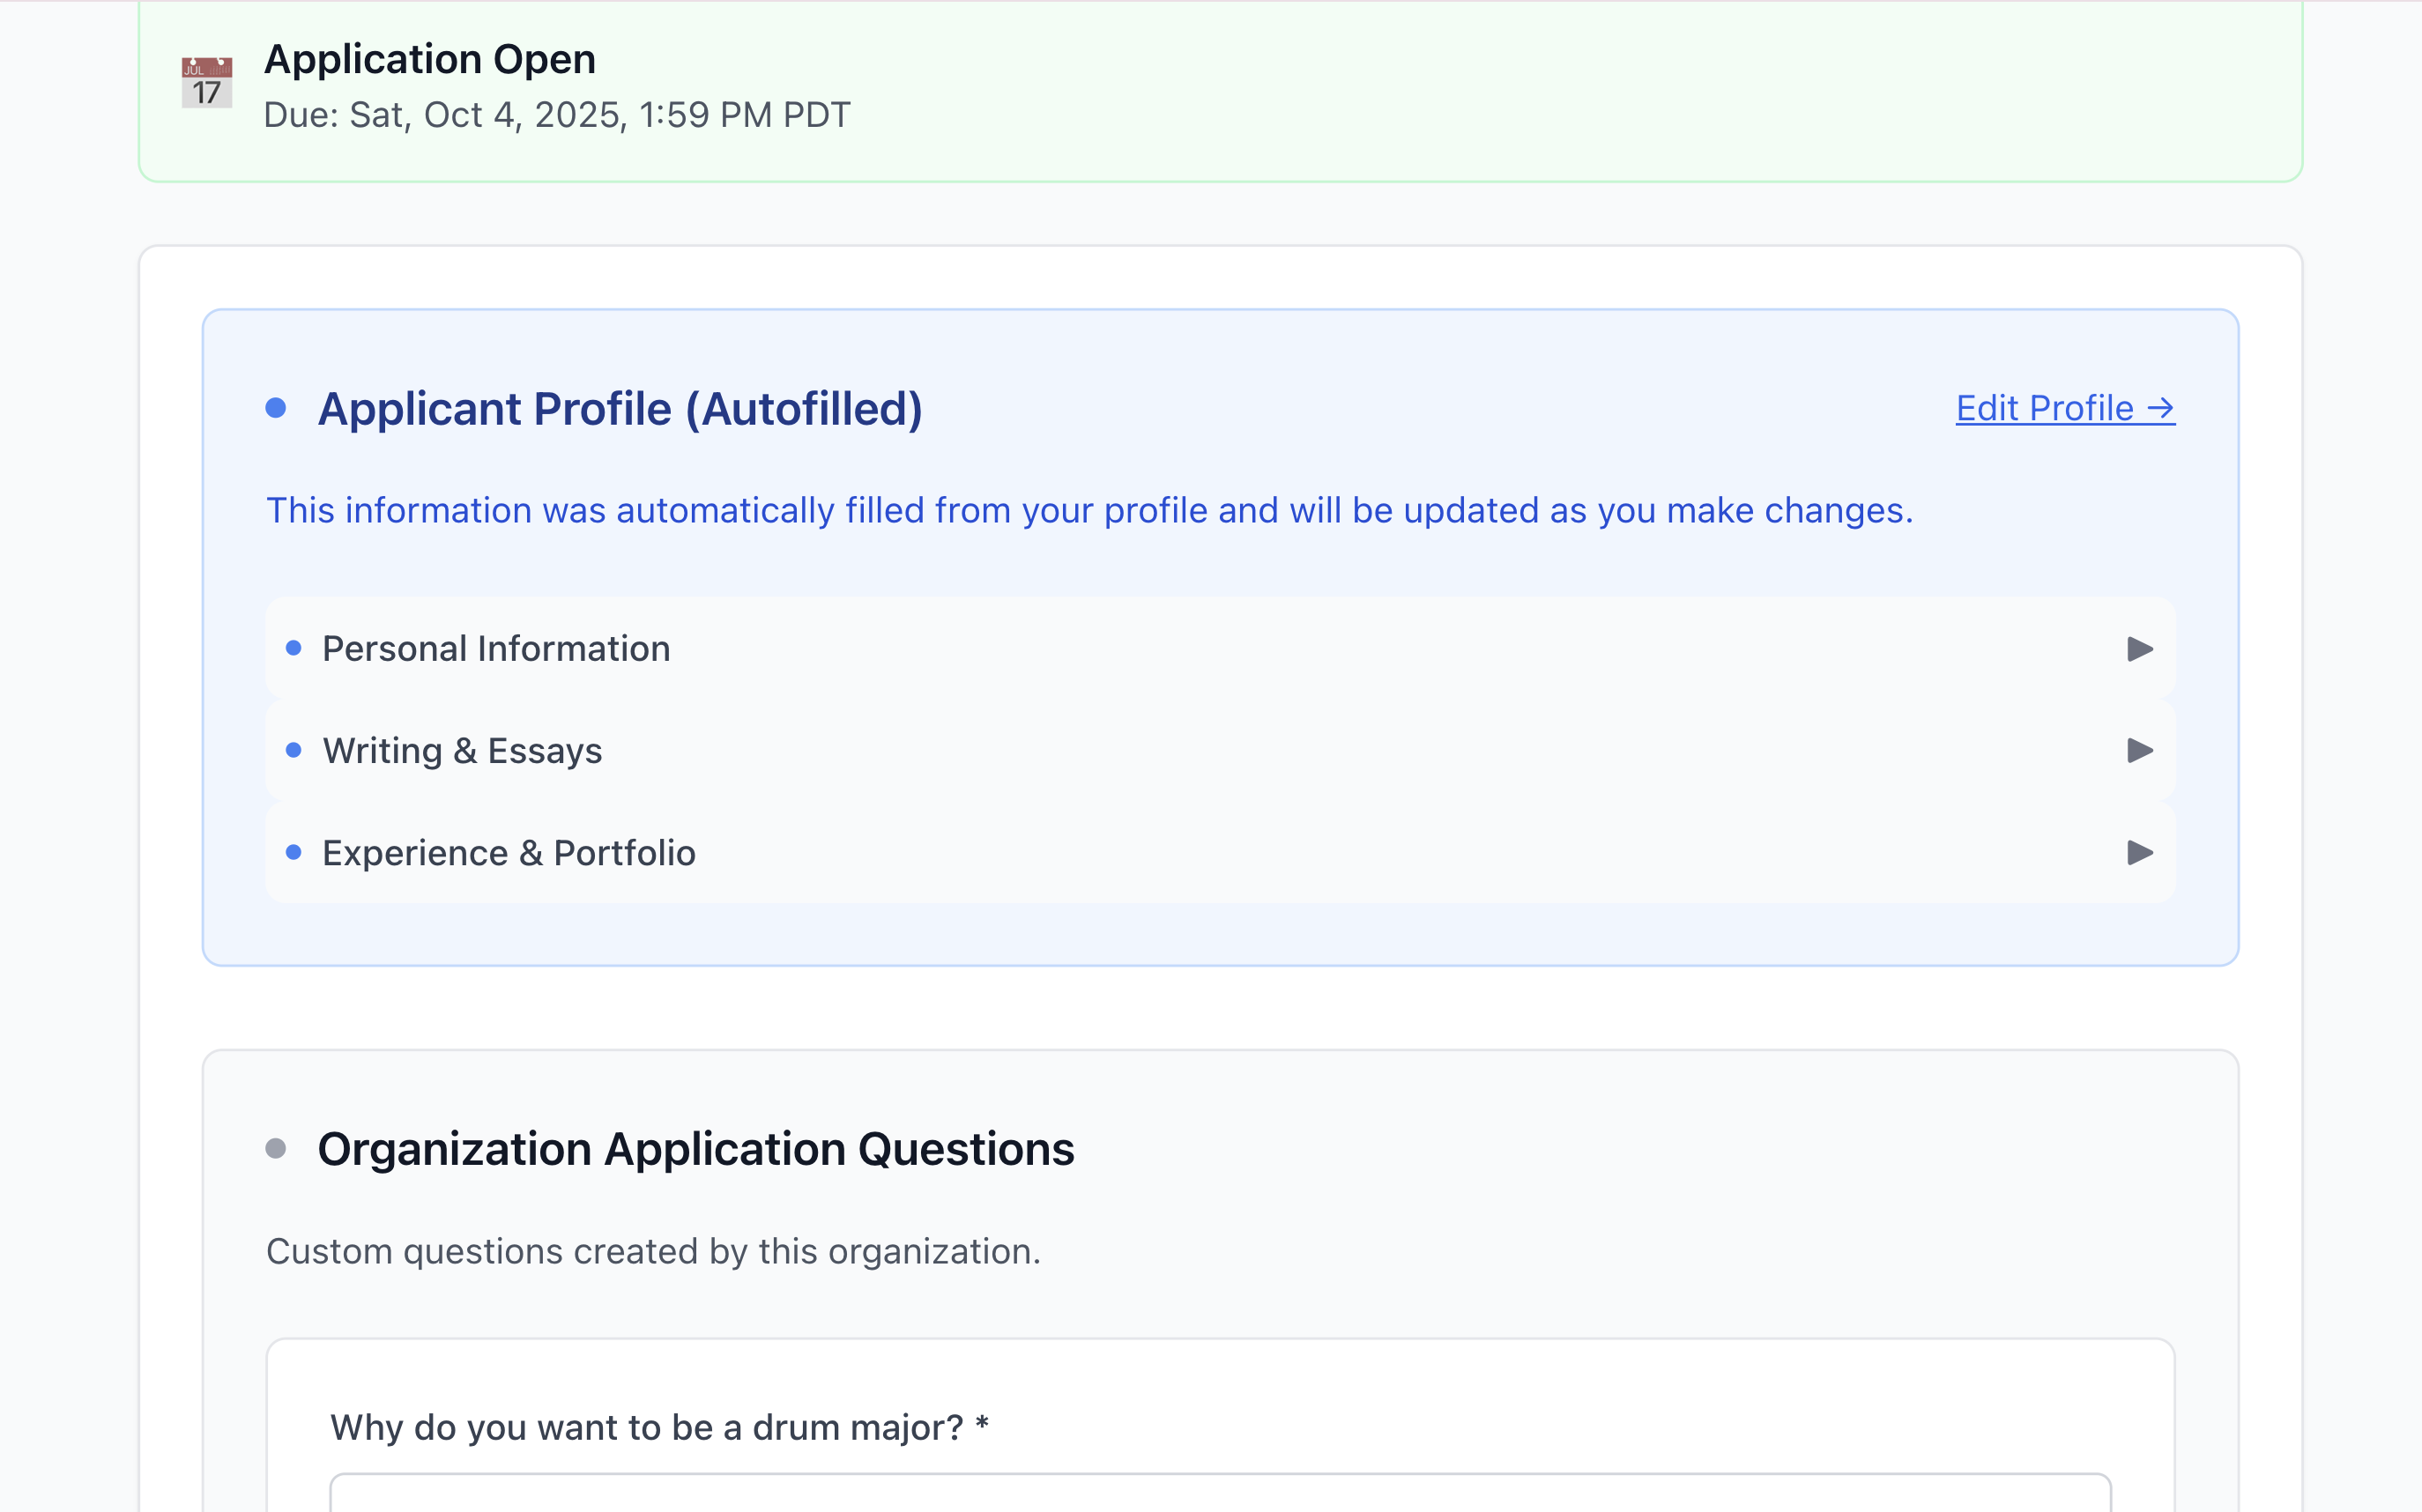 Application Open
JUL
17
Due: Sat, Oct 4, 2025, 1:59 PM PDT
Applicant Profile (Autofilled)
Edit Profile →
This information was automatically filled from your profile and will be updated as you make changes.
Personal Information
Writing & Essays
Experience & Portfolio
Organization Application Questions
Custom questions created by this organization.
Why do you want to be a drum major? *